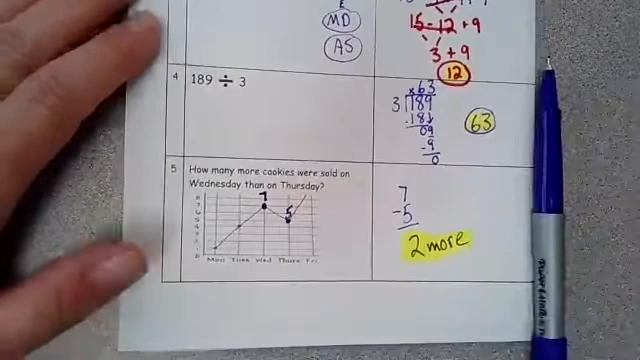 MD
AS
15 - 12 + 9
3 + 9
12
4
189 ÷ 3
63
3 189
-18
09
-9
0
63
5
How many more cookies were sold on
Wednesday than on Thursday?
7
5
Mon Tues Wed Thurs Fri
7
-5
2 more